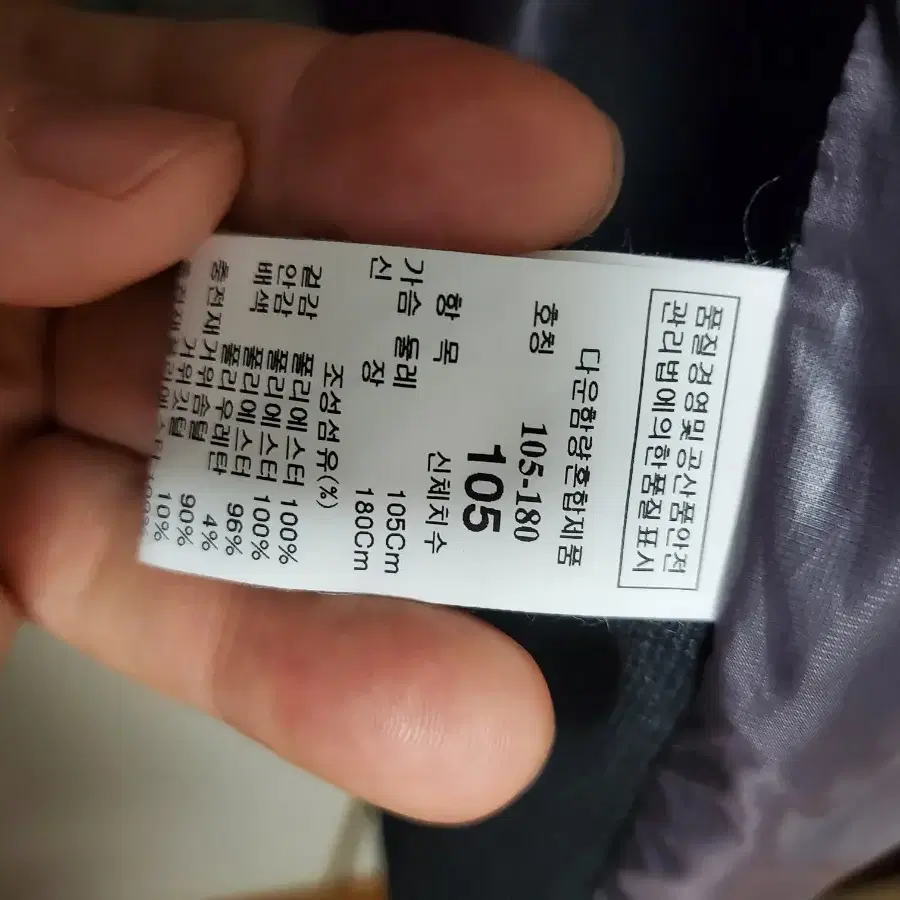 품질경영및공산품안전
관리법에의한품질표시
다운함량혼합제품
호칭 105-180
105
항 목 신체치수
가슴 둘레 105Cm
신 장 180Cm
조성섬유(%)
겉감 폴리에스터 100%
안감 폴리에스터 100%
배색 폴리에스터 96%
폴리우레탄 4%
충전재 거위솜털 90%
거위깃털 10%